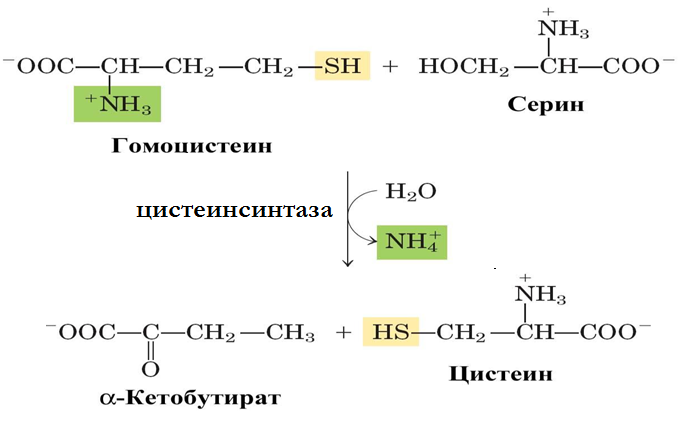 ⁻OOC—CH—CH₂—CH₂—SH + HOCH₂—CH—COO⁻
⁺NH₃
⁺NH₃
Гомоцистеин
Серин
цистеинсинтаза
H₂O
NH₄⁺
⁻OOC—C—CH₂—CH₃ + HS—CH₂—CH—COO⁻
O
⁺NH₃
α-Кетобутират
Цистеин